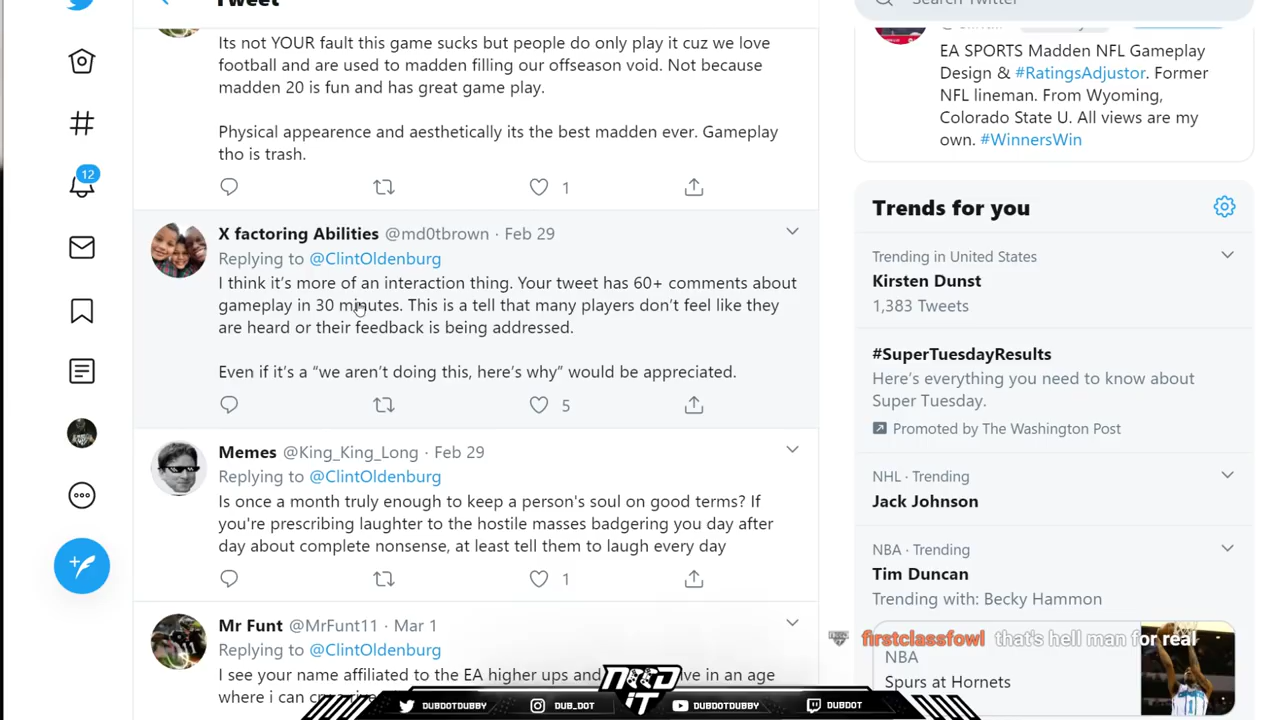 Tweet
Its not YOUR fault this game sucks but people do only play it cuz we love
football and are used to madden filling our offseason void. Not because
madden 20 is fun and has great game play.
Physical appearence and aesthetically its the best madden ever. Gameplay
tho is trash.
1
12
X factoring Abilities @md0tbrown · Feb 29
Replying to @ClintOldenburg
I think it's more of an interaction thing. Your tweet has 60+ comments about
gameplay in 30 minutes. This is a tell that many players don't feel like they
are heard or their feedback is being addressed.
Even if it's a “we aren't doing this, here's why” would be appreciated.
5
Memes @King_King_Long · Feb 29
Replying to @ClintOldenburg
Is once a month truly enough to keep a person's soul on good terms? If
you're prescribing laughter to the hostile masses badgering you day after
day about complete nonsense, at least tell them to laugh every day
1
Mr Funt @MrFunt11 · Mar 1
Replying to @ClintOldenburg
I see your name affiliated to the EA higher ups and ve in an age
where i can
Search Twitter
EA SPORTS Madden NFL Gameplay
Design & #RatingsAdjustor. Former
NFL lineman. From Wyoming,
Colorado State U. All views are my
own. #WinnersWin
Trends for you
Trending in United States
Kirsten Dunst
1,383 Tweets
#SuperTuesdayResults
Here's everything you need to know about
Super Tuesday.
Promoted by The Washington Post
NHL · Trending
Jack Johnson
NBA · Trending
Tim Duncan
Trending with: Becky Hammon
firstclassfowl that's hell man for real
NBA
Spurs at Hornets
IT
DUBDOTDUBBY DUB_DOT DUBDOTDUBBY DUBDOT